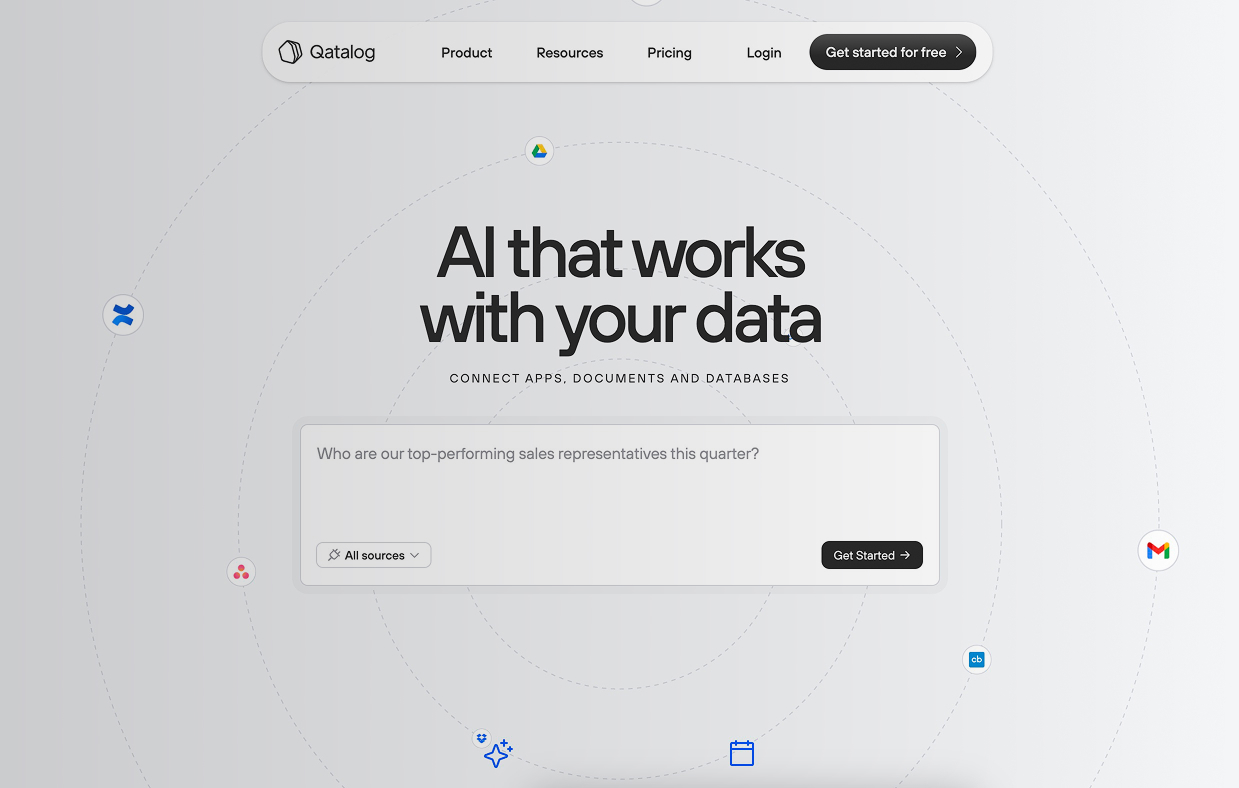 Qatalog
Product
Resources
Pricing
Login
Get started for free
AI that works
with your data
CONNECT APPS, DOCUMENTS AND DATABASES
Who are our top-performing sales representatives this quarter?
All sources
Get Started
cb